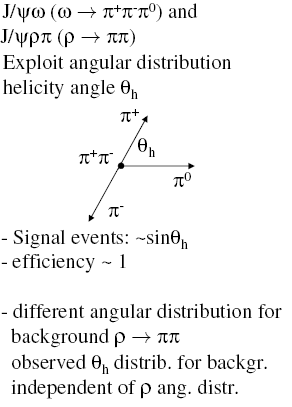 J/ψω (ω → π⁺π⁻π⁰) and
J/ψρπ (ρ → ππ)
Exploit angular distribution
helicity angle θh
π⁺
π⁺π⁻
θh
π⁰
π⁻
- Signal events: ~sinθh
- efficiency ~ 1
- different angular distribution for
background ρ → ππ
observed θh distrib. for backgr.
independent of ρ ang. distr.